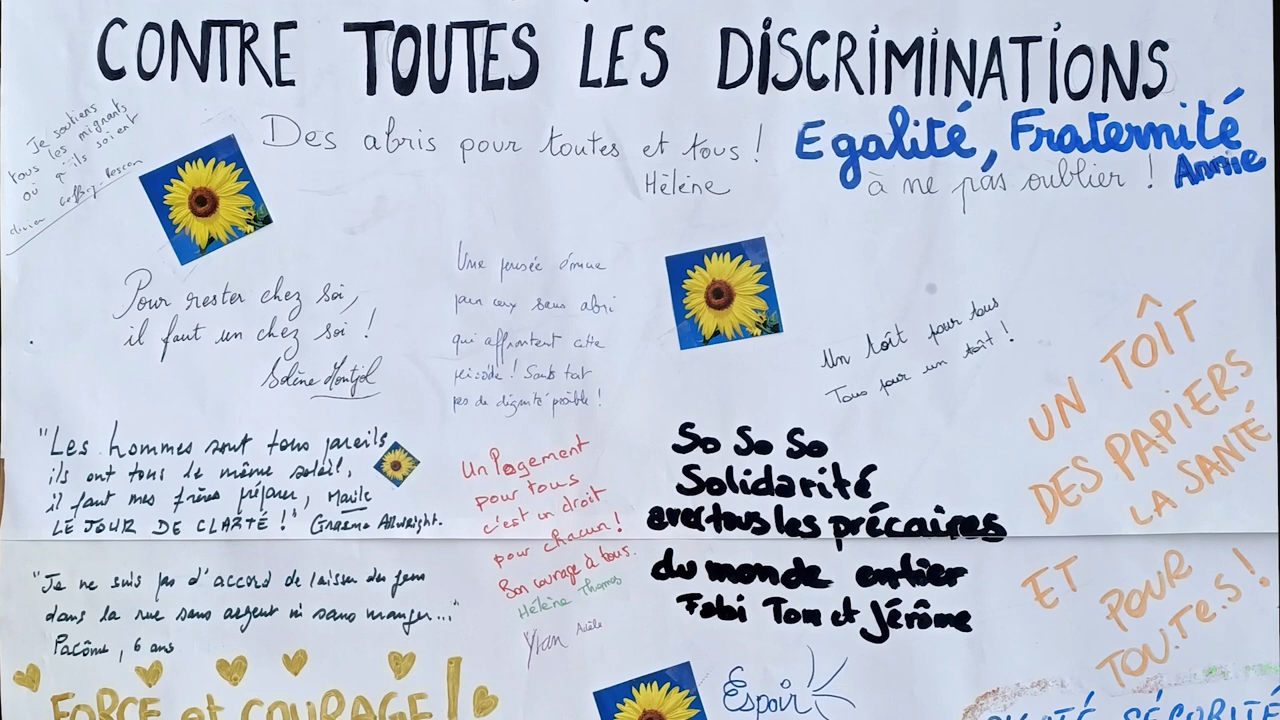 CONTRE TOUTES LES DISCRIMINATIONS
Je soutiens
tous les migrants
où qu'ils soient
Des abris pour toutes et tous !
Hélène
Egalité, Fraternité
à ne pas oublier !
Annie
Pour rester chez soi,
il faut un chez soi !
Solène
Une pensée émue
pour ceux sans abri
qui affrontent cette
période ! Sans toit
pas de dignité possible !
Un toît pour tous
Tous pour un toît !
UN TOÎT
DES PAPIERS
LA SANTÉ
ET POUR
TOU.Te.S !
"Les hommes sont tous pareils,
ils ont tous le même soleil,
il faut mes frères préparer,
LE JOUR DE CLARTÉ !" Graeme Allwright.
"Je ne suis pas d'accord de laisser des gens
dans la rue sans argent ni sans manger..."
Pacôme, 6 ans
Un Logement
pour tous
c'est un droit
pour chacun !
Bon courage à tous.
Hélène Thomas
Adèle
So So So
Solidarité
avec tous les précaires
du monde entier
Fabi Tom et Jérôme
FORCE et COURAGE !
Espoir
SÉCURITÉ